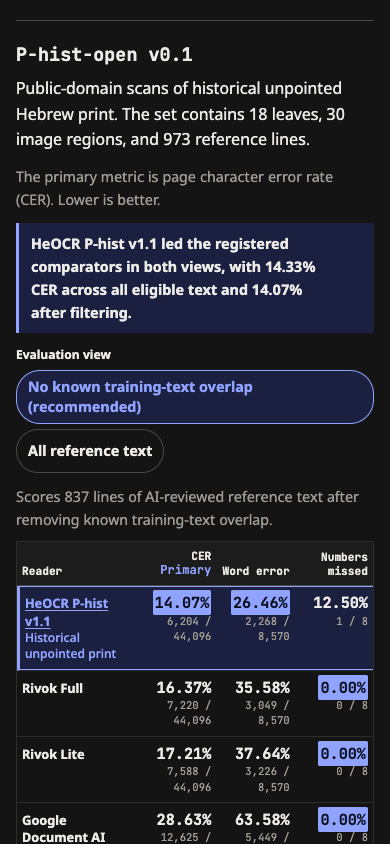 P-hist-open v0.1
Public-domain scans of historical unpointed
Hebrew print. The set contains 18 leaves, 30
image regions, and 973 reference lines.
The primary metric is page character error rate
(CER). Lower is better.
HeOCR P-hist v1.1 led the registered
comparators in both views, with 14.33%
CER across all eligible text and 14.07%
after filtering.
Evaluation view
No known training-text overlap
(recommended)
All reference text
Scores 837 lines of AI-reviewed reference text after
removing known training-text overlap.
Reader CER Primary Word error Numbers missed
HeOCR P-hist v1.1 Historical unpointed print 14.07% 6,204 / 44,096 26.46% 2,268 / 8,570 12.50% 1 / 8
Rivok Full 16.37% 7,220 / 44,096 35.58% 3,049 / 8,570 0.00% 0 / 8
Rivok Lite 17.21% 7,588 / 44,096 37.64% 3,226 / 8,570 0.00% 0 / 8
Google Document AI 28.63% 12,625 / 63.58% 5,449 / 0.00% 0 / 8